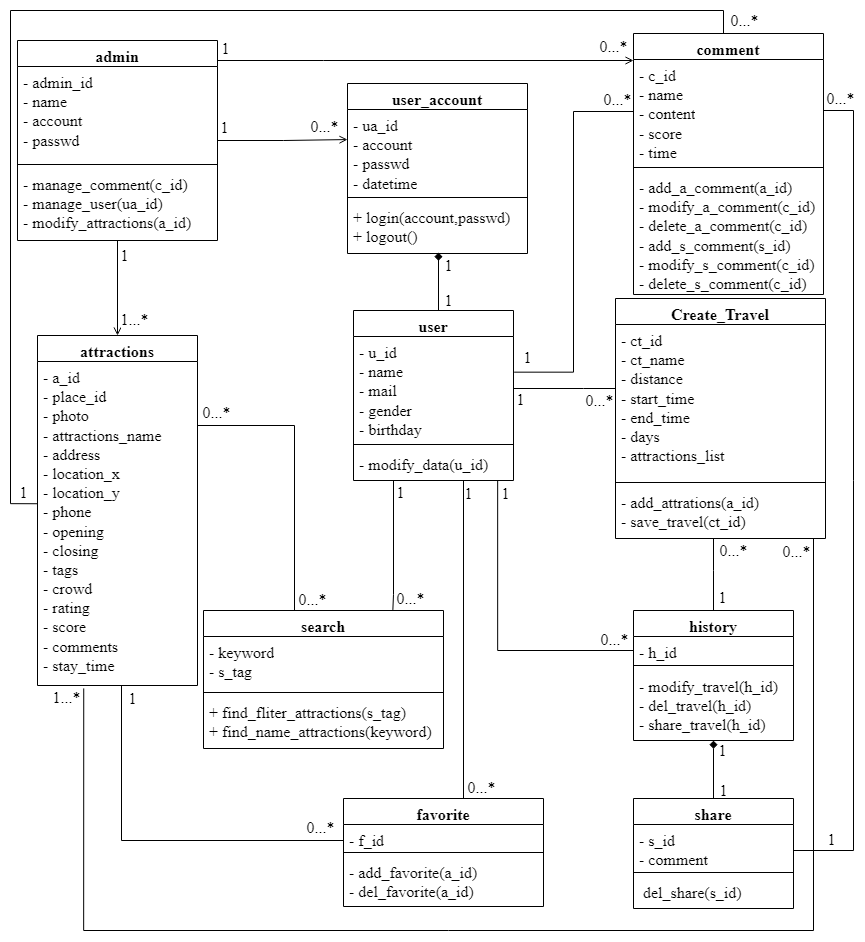 0...*
admin
- admin_id
- name
- account
- passwd
- manage_comment(c_id)
- manage_user(ua_id)
- modify_attractions(a_id)
1
0...*
1
0...*
1
1...*
user_account
- ua_id
- account
- passwd
- datetime
+ login(account,passwd)
+ logout()
1
1
comment
- c_id
- name
- content
- score
- time
- add_a_comment(a_id)
- modify_a_comment(c_id)
- delete_a_comment(c_id)
- add_s_comment(s_id)
- modify_s_comment(c_id)
- delete_s_comment(c_id)
0...*
0...*
user
- u_id
- name
- mail
- gender
- birthday
- modify_data(u_id)
1
1
0...*
1
1
1
Create_Travel
- ct_id
- ct_name
- distance
- start_time
- end_time
- days
- attractions_list
- add_attrations(a_id)
- save_travel(ct_id)
0...*
0...*
1
attractions
- a_id
- place_id
- photo
- attractions_name
- address
- location_x
- location_y
- phone
- opening
- closing
- tags
- crowd
- rating
- score
- comments
- stay_time
0...*
1
1...*
1
0...*
0...*
search
- keyword
- s_tag
+ find_fliter_attractions(s_tag)
+ find_name_attractions(keyword)
0...*
history
- h_id
- modify_travel(h_id)
- del_travel(h_id)
- share_travel(h_id)
1
1
0...*
0...*
favorite
- f_id
- add_favorite(a_id)
- del_favorite(a_id)
share
- s_id
- comment
del_share(s_id)
1